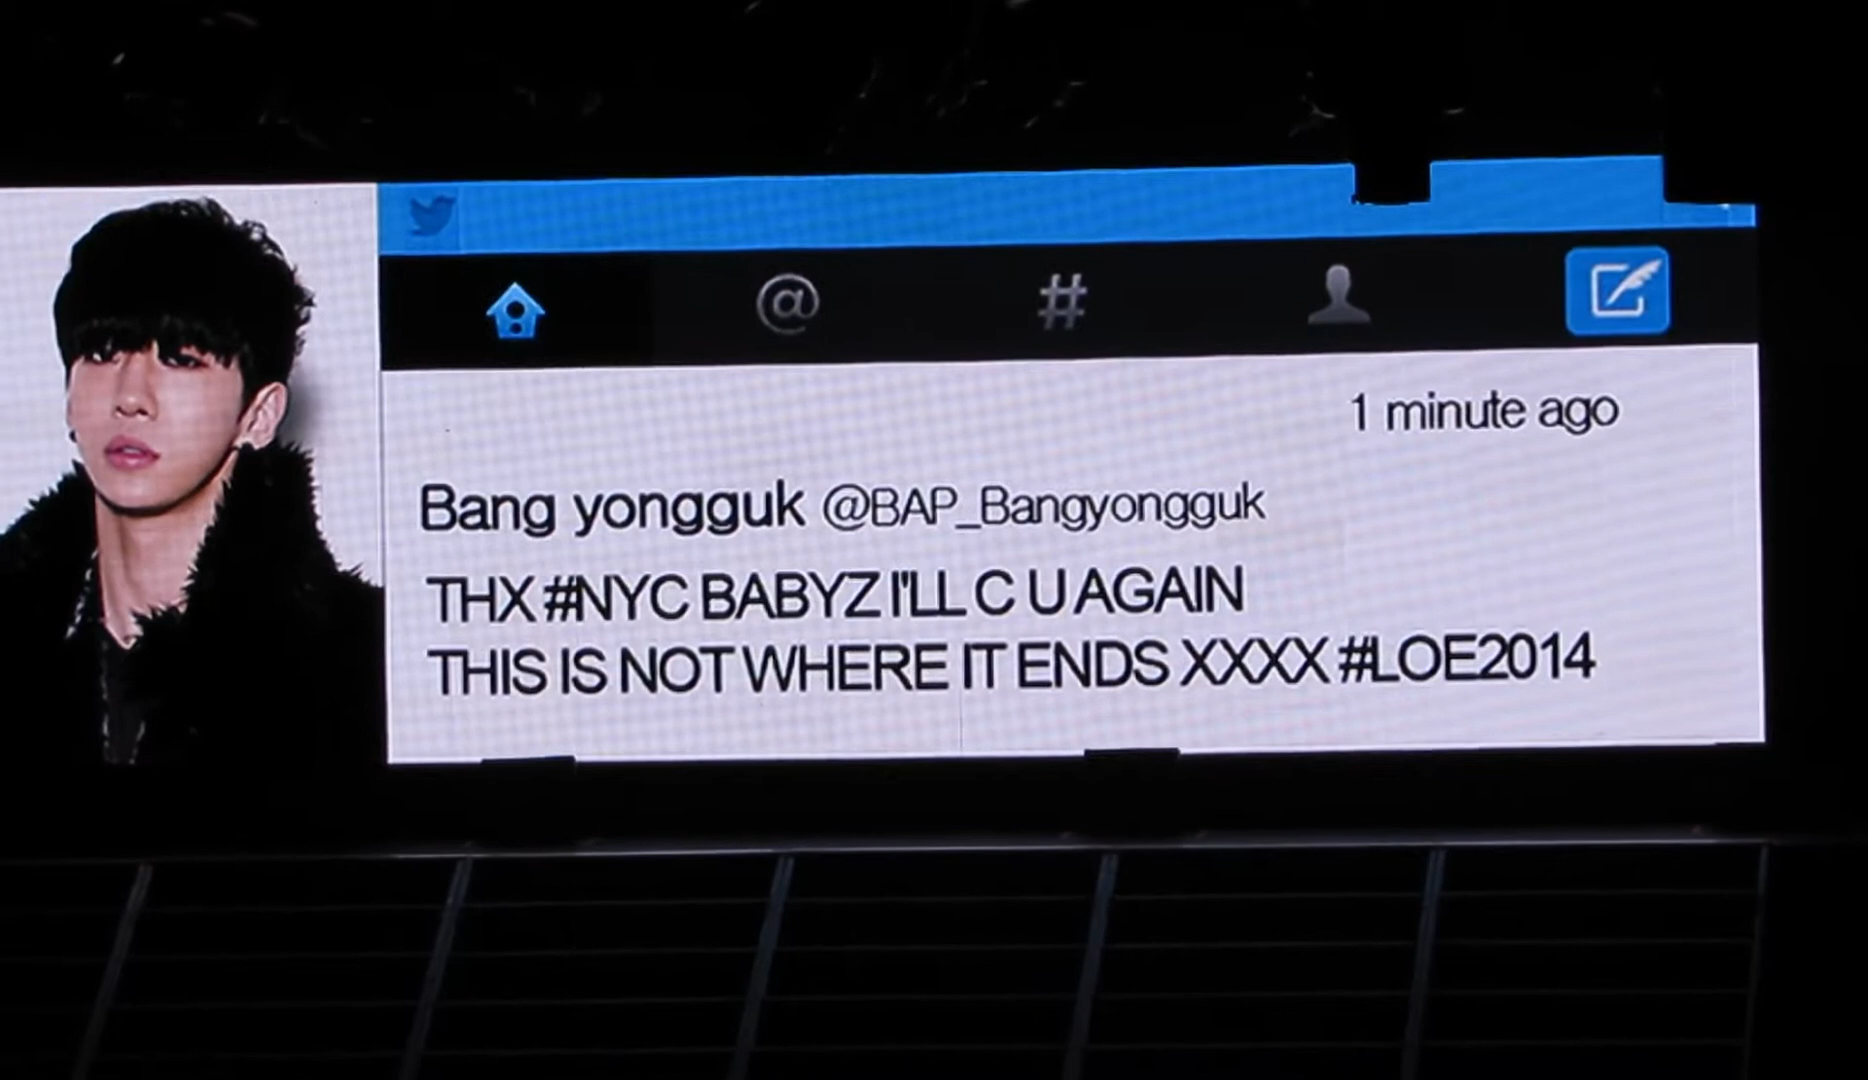 @
#
1 minute ago
Bang yongguk @BAP_Bangyongguk
THX #NYC BABYZ I'LL C U AGAIN
THIS IS NOT WHERE IT ENDS XXXX #LOE2014